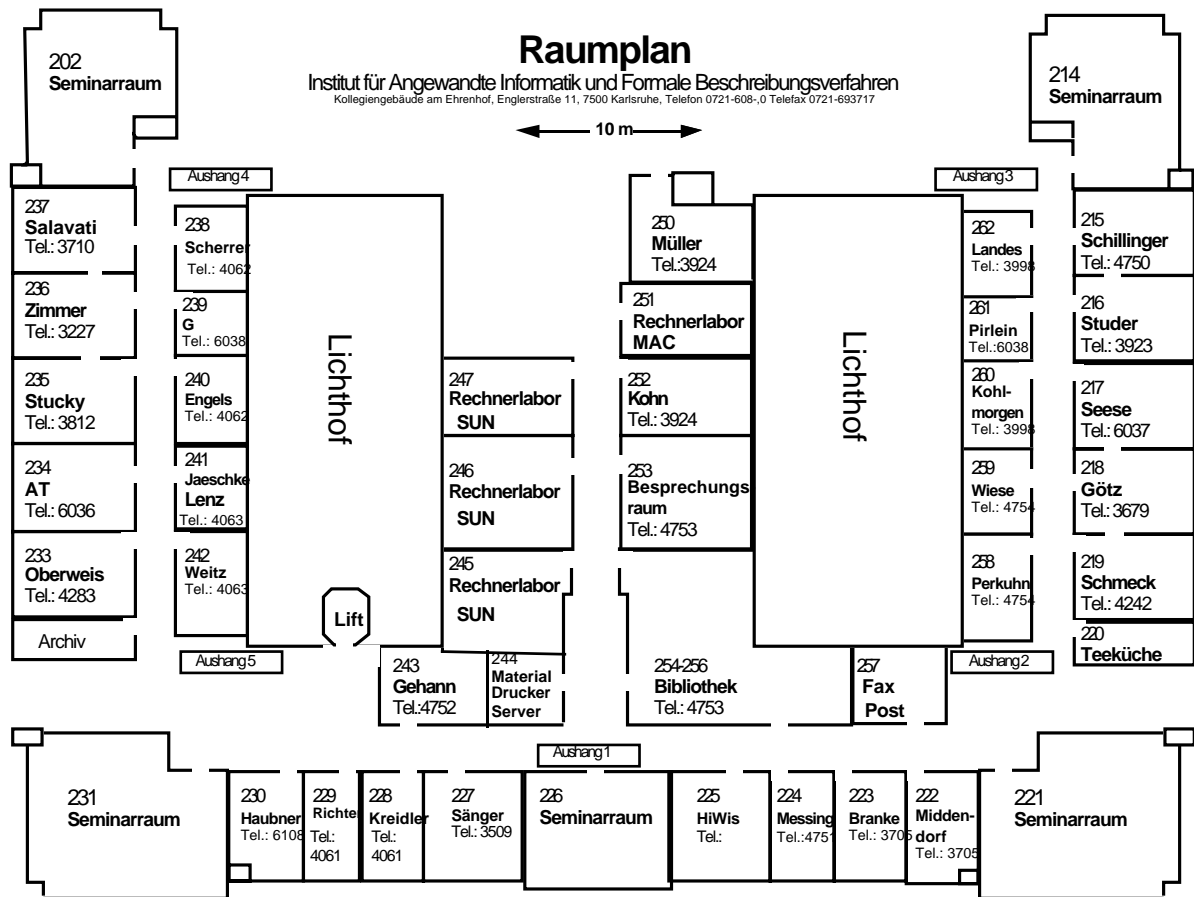 Raumplan
Institut für Angewandte Informatik und Formale Beschreibungsverfahren
Kollegiengebäude am Ehrenhof, Englerstraße 11, 7500 Karlsruhe, Telefon 0721-608-,0 Telefax 0721-693717
10 m
202
Seminarraum
214
Seminarraum
Aushang 4
Aushang 3
237
Salavati
Tel.: 3710
236
Zimmer
Tel.: 3227
235
Stucky
Tel.: 3812
234
AT
Tel.: 6036
233
Oberweis
Tel.: 4283
Archiv
238
Scherrer
Tel.: 4062
239
G
Tel.: 6038
240
Engels
Tel.: 4062
241
Jaeschke
Lenz
Tel.: 4063
242
Weitz
Tel.: 4063
Aushang 5
Lichthof
Lift
247
Rechnerlabor
SUN
246
Rechnerlabor
SUN
245
Rechnerlabor
SUN
243
Gehann
Tel.:4752
244
Material
Drucker
Server
250
Müller
Tel.:3924
251
Rechnerlabor
MAC
252
Kohn
Tel.: 3924
253
Besprechungs
raum
Tel.: 4753
254-256
Bibliothek
Tel.: 4753
257
Fax
Post
Lichthof
262
Landes
Tel.: 3998
261
Pirlein
Tel.:6038
260
Kohl-
morgen
Tel.: 3998
259
Wiese
Tel.: 4754
258
Perkuhn
Tel.: 4754
Aushang 2
215
Schillinger
Tel.: 4750
216
Studer
Tel.: 3923
217
Seese
Tel.: 6037
218
Götz
Tel.: 3679
219
Schmeck
Tel.: 4242
220
Teeküche
Aushang 1
231
Seminarraum
230
Haubner
Tel.: 6108
229
Richter
Tel.:
4061
228
Kreidler
Tel.:
4061
227
Sänger
Tel.: 3509
226
Seminarraum
225
HiWis
Tel.:
224
Messing
Tel.: 4751
223
Branke
Tel.: 3705
222
Midden-
dorf
Tel.: 3705
221
Seminarraum